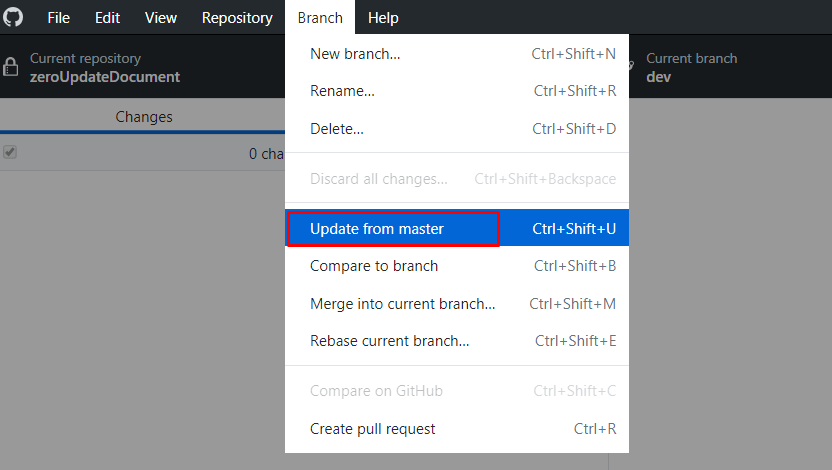 File Edit View Repository Branch Help
Current repository
zeroUpdateDocument
Current branch
dev
Changes
0 cha
New branch... Ctrl+Shift+N
Rename... Ctrl+Shift+R
Delete... Ctrl+Shift+D
Discard all changes... Ctrl+Shift+Backspace
Update from master Ctrl+Shift+U
Compare to branch Ctrl+Shift+B
Merge into current branch... Ctrl+Shift+M
Rebase current branch... Ctrl+Shift+E
Compare on GitHub Ctrl+Shift+C
Create pull request Ctrl+R